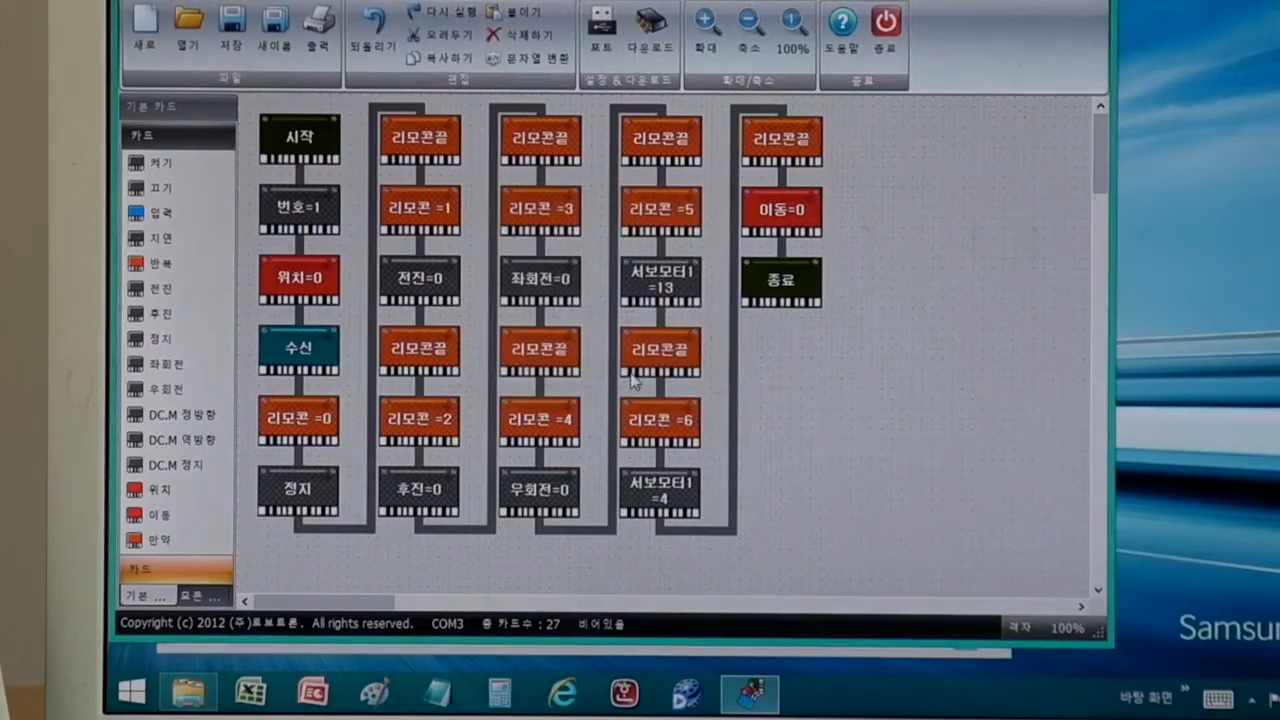 다시 실행
붙이기
새로
열기
저장
새이름
출력
되돌리기
오려두기
삭제하기
복사하기
문자열 변환
포트
다운로드
확대
축소
100%
도움말
종료
파일
편집
설정 & 다운로드
확대/축소
종료
기본 카드
카드
켜기
끄기
입력
지연
반복
전진
후진
정지
좌회전
우회전
DC.M 정방향
DC.M 역방향
DC.M 정지
위치
이동
만약
카드
기본 ...
모든 ...
시작
번호=1
위치=0
수신
리모콘 =0
정지
리모콘끝
리모콘 =1
전진=0
리모콘끝
리모콘 =2
후진=0
리모콘끝
리모콘 =3
좌회전=0
리모콘끝
리모콘 =4
우회전=0
리모콘끝
리모콘 =5
서보모터1
=13
리모콘끝
리모콘 =6
서보모터1
=4
리모콘끝
이동=0
종료
Copyright (c) 2012 (주)로보트론. All rights reserved.
COM3
총 카드수 : 27
비어있음
격자
100%
Samsu
바탕 화면